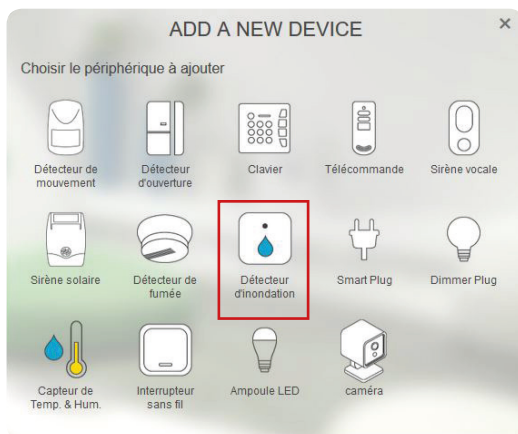 ADD A NEW DEVICE
×
Choisir le périphérique à ajouter
Détecteur de
mouvement
Détecteur
d'ouverture
Clavier
Télécommande
Sirène vocale
Sirène solaire
Détecteur de
fumée
Détecteur
d'inondation
Smart Plug
Dimmer Plug
Capteur de
Temp. & Hum.
Interrupteur
sans fil
Ampoule LED
caméra